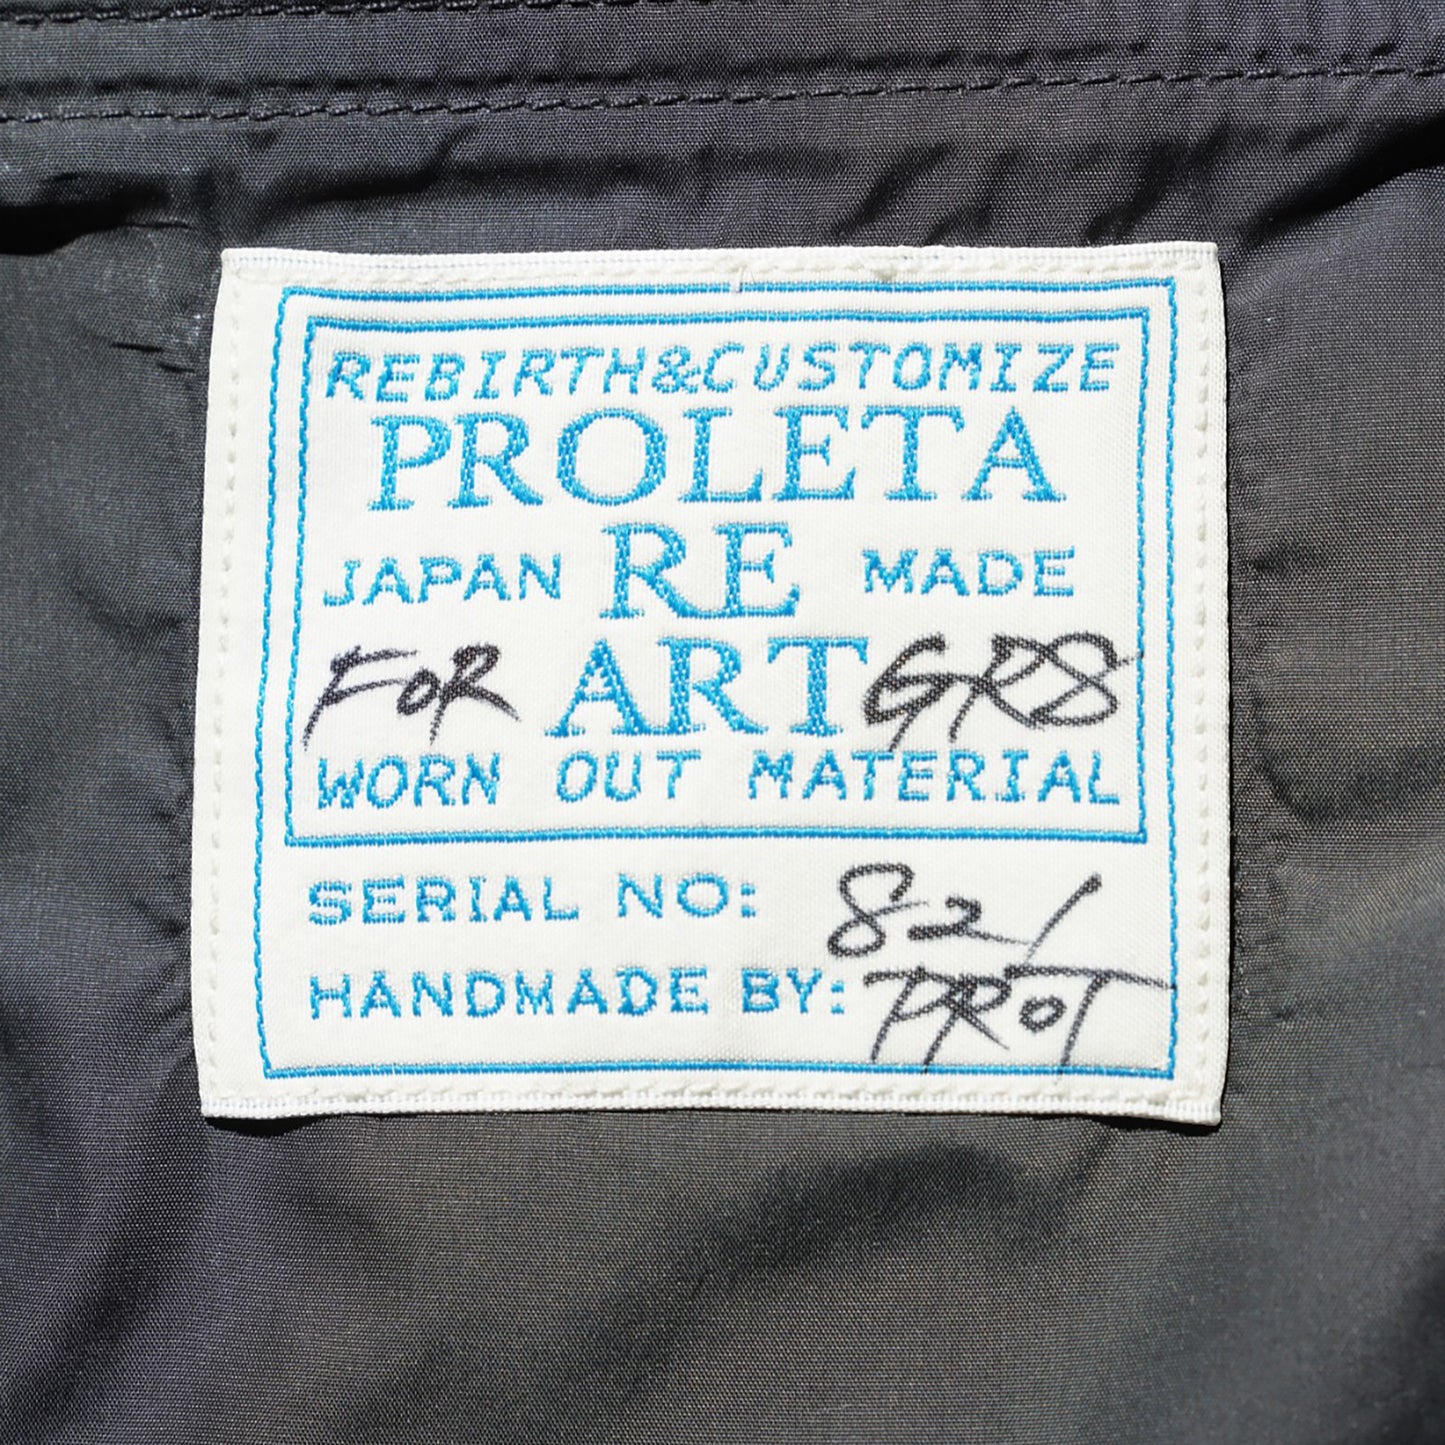 REBIRTH&CUSTOMIZE
PROLETA
JAPAN RE MADE
FOR ART GRS
WORN OUT MATERIAL
SERIAL NO: 821
HANDMADE BY: PROT